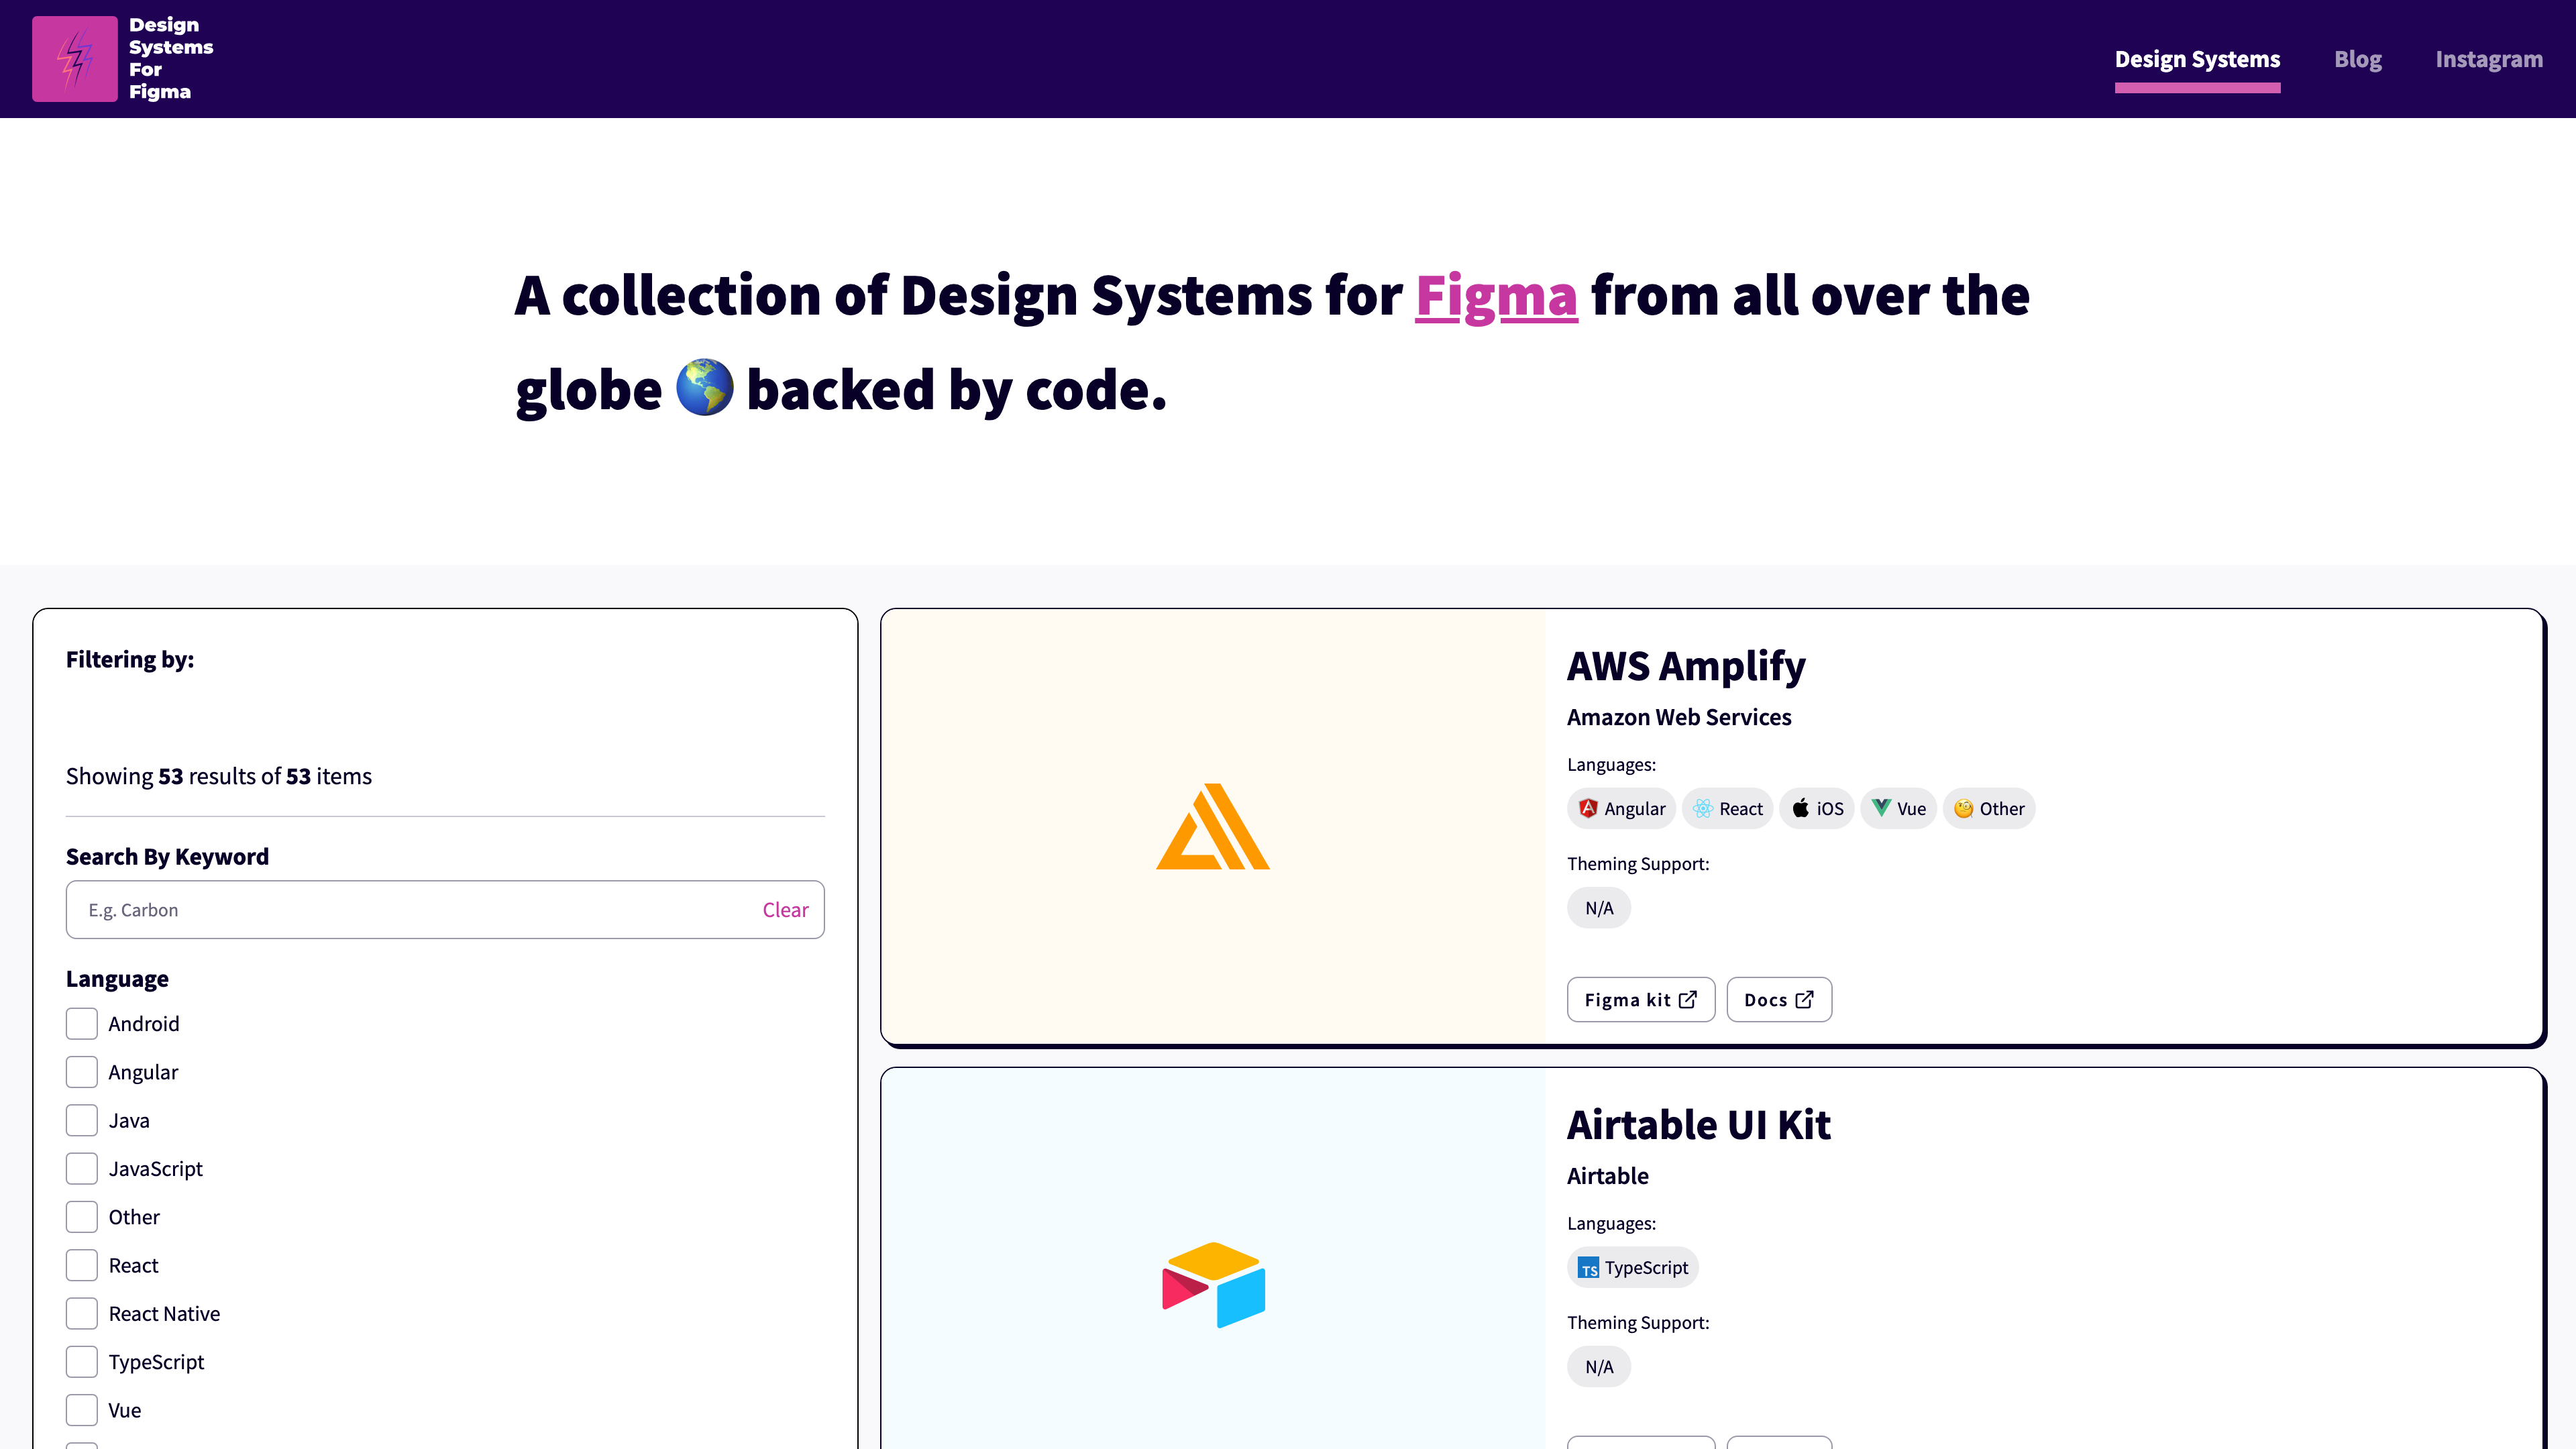 Design
Systems
For
Figma
Design Systems
Blog
Instagram
A collection of Design Systems for Figma from all over the
globe 🌎 backed by code.
Filtering by:
Showing 53 results of 53 items
Search By Keyword
E.g. Carbon
Clear
Language
Android
Angular
Java
JavaScript
Other
React
React Native
TypeScript
Vue
AWS Amplify
Amazon Web Services
Languages:
Angular
React
iOS
Vue
Other
Theming Support:
N/A
Figma kit
Docs
Airtable UI Kit
Airtable
Languages:
TS TypeScript
Theming Support:
N/A